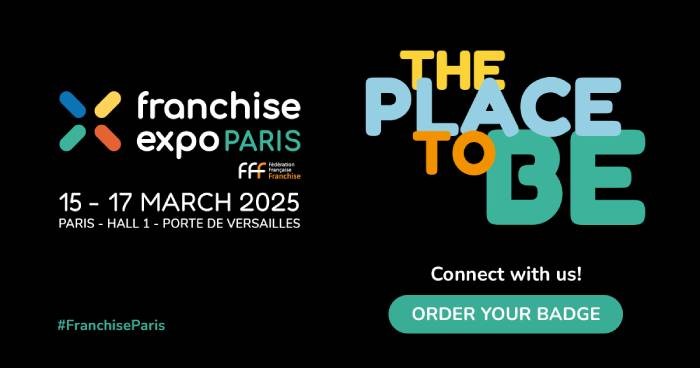 franchise
expo PARIS
fff Fédération
Française
Franchise
15 - 17 MARCH 2025
PARIS - HALL 1 - PORTE DE VERSAILLES
#FranchiseParis
THE
PLACE
TO
BE
Connect with us!
ORDER YOUR BADGE